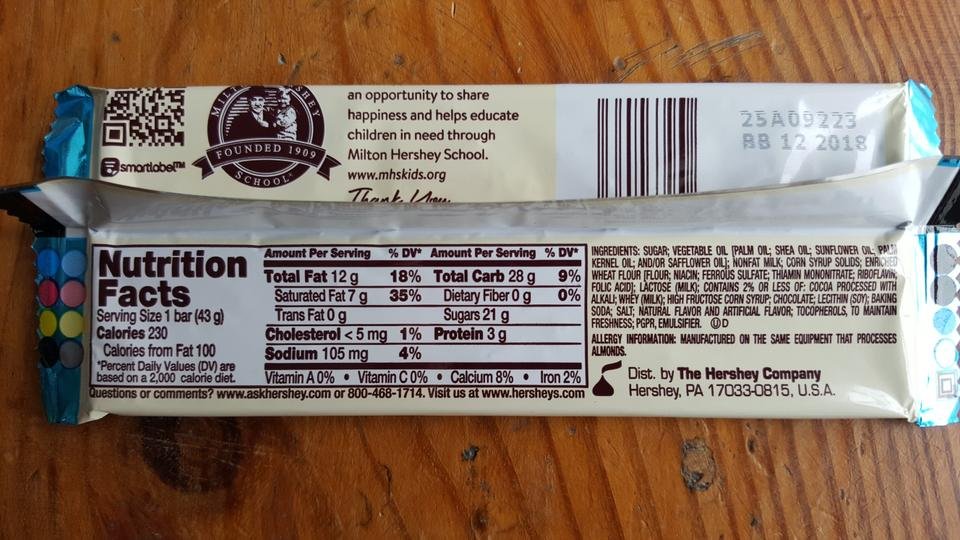 MILT SHEY
FOUNDED 1909
SCHOOL
smartlabel™
an opportunity to share
happiness and helps educate
children in need through
Milton Hershey School.
www.mhskids.org
Thank You
25A09223
BB 12 2018
Nutrition
Facts
Serving Size 1 bar (43 g)
Calories 230
Calories from Fat 100
*Percent Daily Values (DV) are
based on a 2,000 calorie diet.
Amount Per Serving % DV* Amount Per Serving % DV*
Total Fat 12 g 18% Total Carb 28 g 9%
Saturated Fat 7 g 35% Dietary Fiber 0 g 0%
Trans Fat 0 g Sugars 21 g
Cholesterol < 5 mg 1% Protein 3 g
Sodium 105 mg 4%
Vitamin A 0% • Vitamin C 0% • Calcium 8% • Iron 2%
INGREDIENTS: SUGAR; VEGETABLE OIL [PALM OIL; SHEA OIL; SUNFLOWER OIL; PALM
KERNEL OIL; AND/OR SAFFLOWER OIL]; NONFAT MILK; CORN SYRUP SOLIDS; ENRICHED
WHEAT FLOUR [FLOUR; NIACIN; FERROUS SULFATE; THIAMIN MONONITRATE; RIBOFLAVIN;
FOLIC ACID]; LACTOSE (MILK); CONTAINS 2% OR LESS OF: COCOA PROCESSED WITH
ALKALI; WHEY (MILK); HIGH FRUCTOSE CORN SYRUP; CHOCOLATE; LECITHIN (SOY); BAKING
SODA; SALT; NATURAL FLAVOR AND ARTIFICIAL FLAVOR; TOCOPHEROLS, TO MAINTAIN
FRESHNESS; PGPR, EMULSIFIER. ⓊD
ALLERGY INFORMATION: MANUFACTURED ON THE SAME EQUIPMENT THAT PROCESSES
ALMONDS.
Dist. by The Hershey Company
Hershey, PA 17033-0815, U.S.A.
Questions or comments? www.askhershey.com or 800-468-1714. Visit us at www.hersheys.com